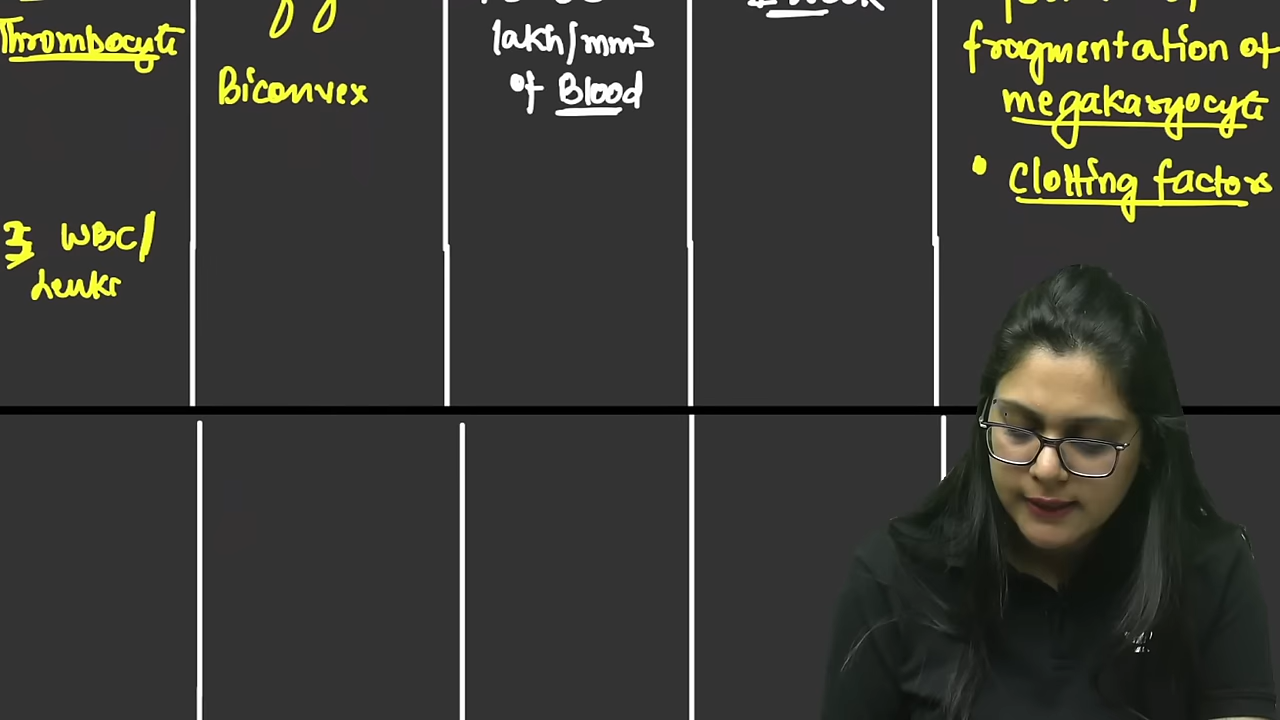 Thrombocyte
Biconvex
lakh/mm3
of Blood
fragmentation of
megakaryocyte
• Clotting factors
3 WBC/
Leuko